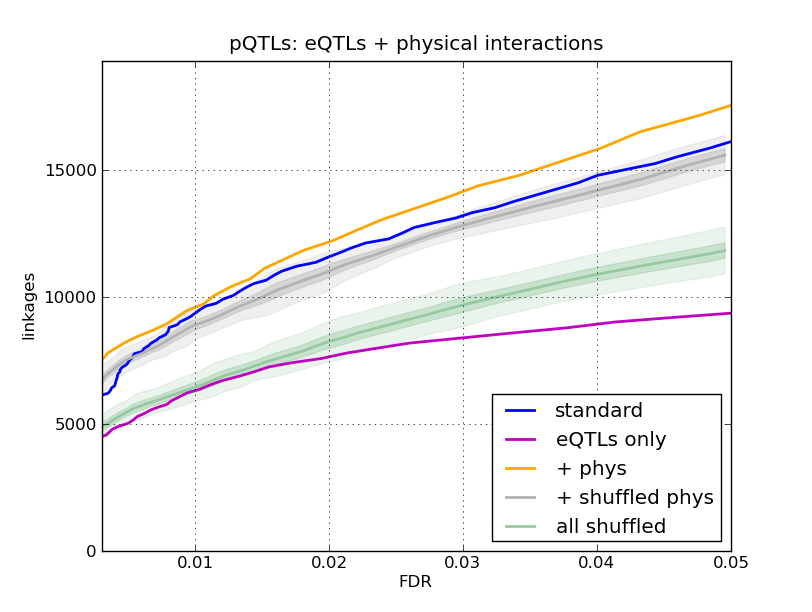 pQTLs: eQTLs + physical interactions
linkages
15000
10000
5000
0
0.01 0.02 0.03 0.04 0.05
FDR
standard
eQTLs only
+ phys
+ shuffled phys
all shuffled